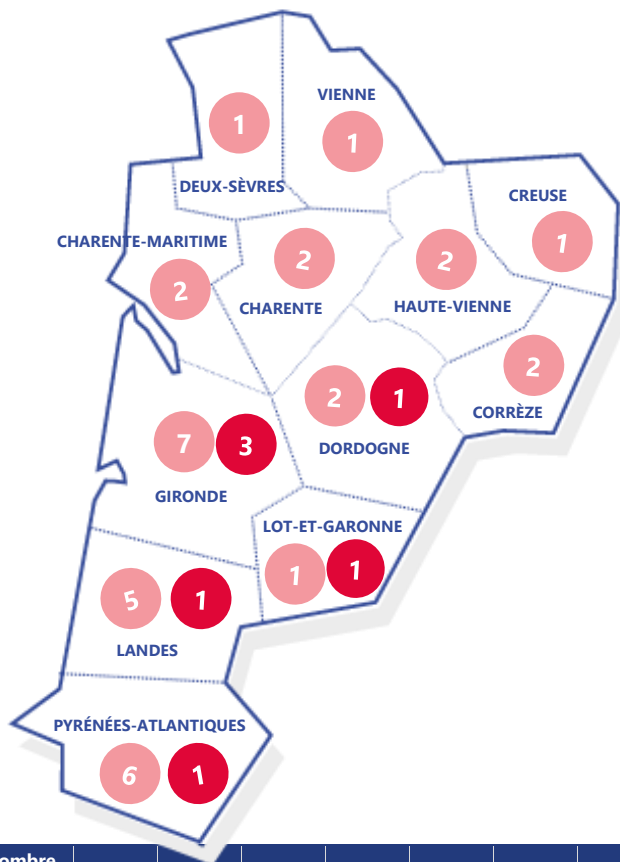 VIENNE
1
1
DEUX-SÈVRES
CREUSE
1
CHARENTE-MARITIME
2
2
CHARENTE
2
HAUTE-VIENNE
2
CORRÈZE
2 1
DORDOGNE
7 3
GIRONDE
LOT-ET-GARONNE
1 1
5 1
LANDES
PYRÉNÉES-ATLANTIQUES
6 1